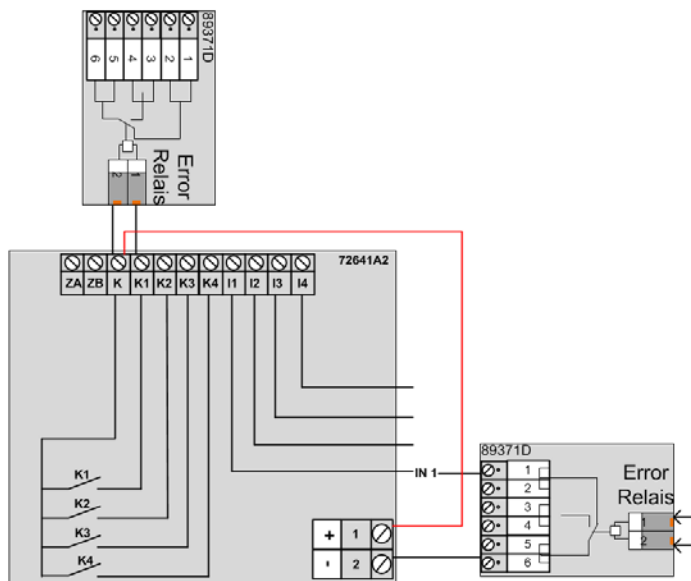 89371D
6 5 4 3 2 1
Error
Relais
2 1
72641A2
ZA ZB K K1 K2 K3 K4 I1 I2 I3 I4
K1
K2
K3
K4
IN 1
+ 1
- 2
89371D
1
2
3
4
5
6
Error
Relais
1
2